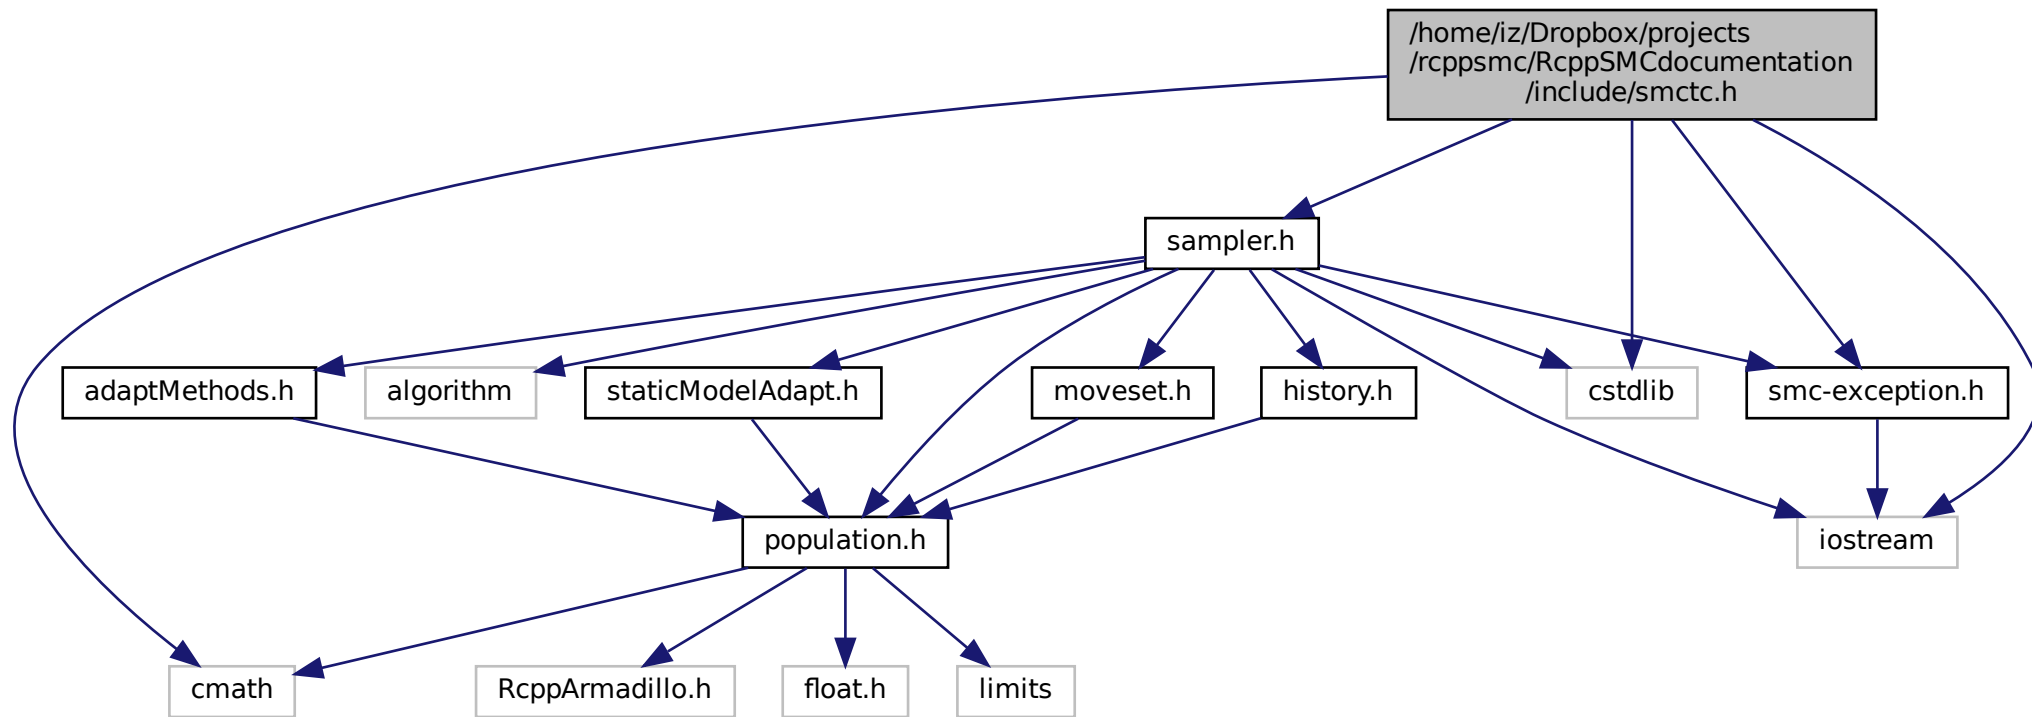 /home/iz/Dropbox/projects
/rcppsmc/RcppSMCdocumentation
/include/smctc.h
sampler.h
adaptMethods.h
algorithm
staticModelAdapt.h
moveset.h
history.h
cstdlib
smc-exception.h
population.h
iostream
cmath
RcppArmadillo.h
float.h
limits